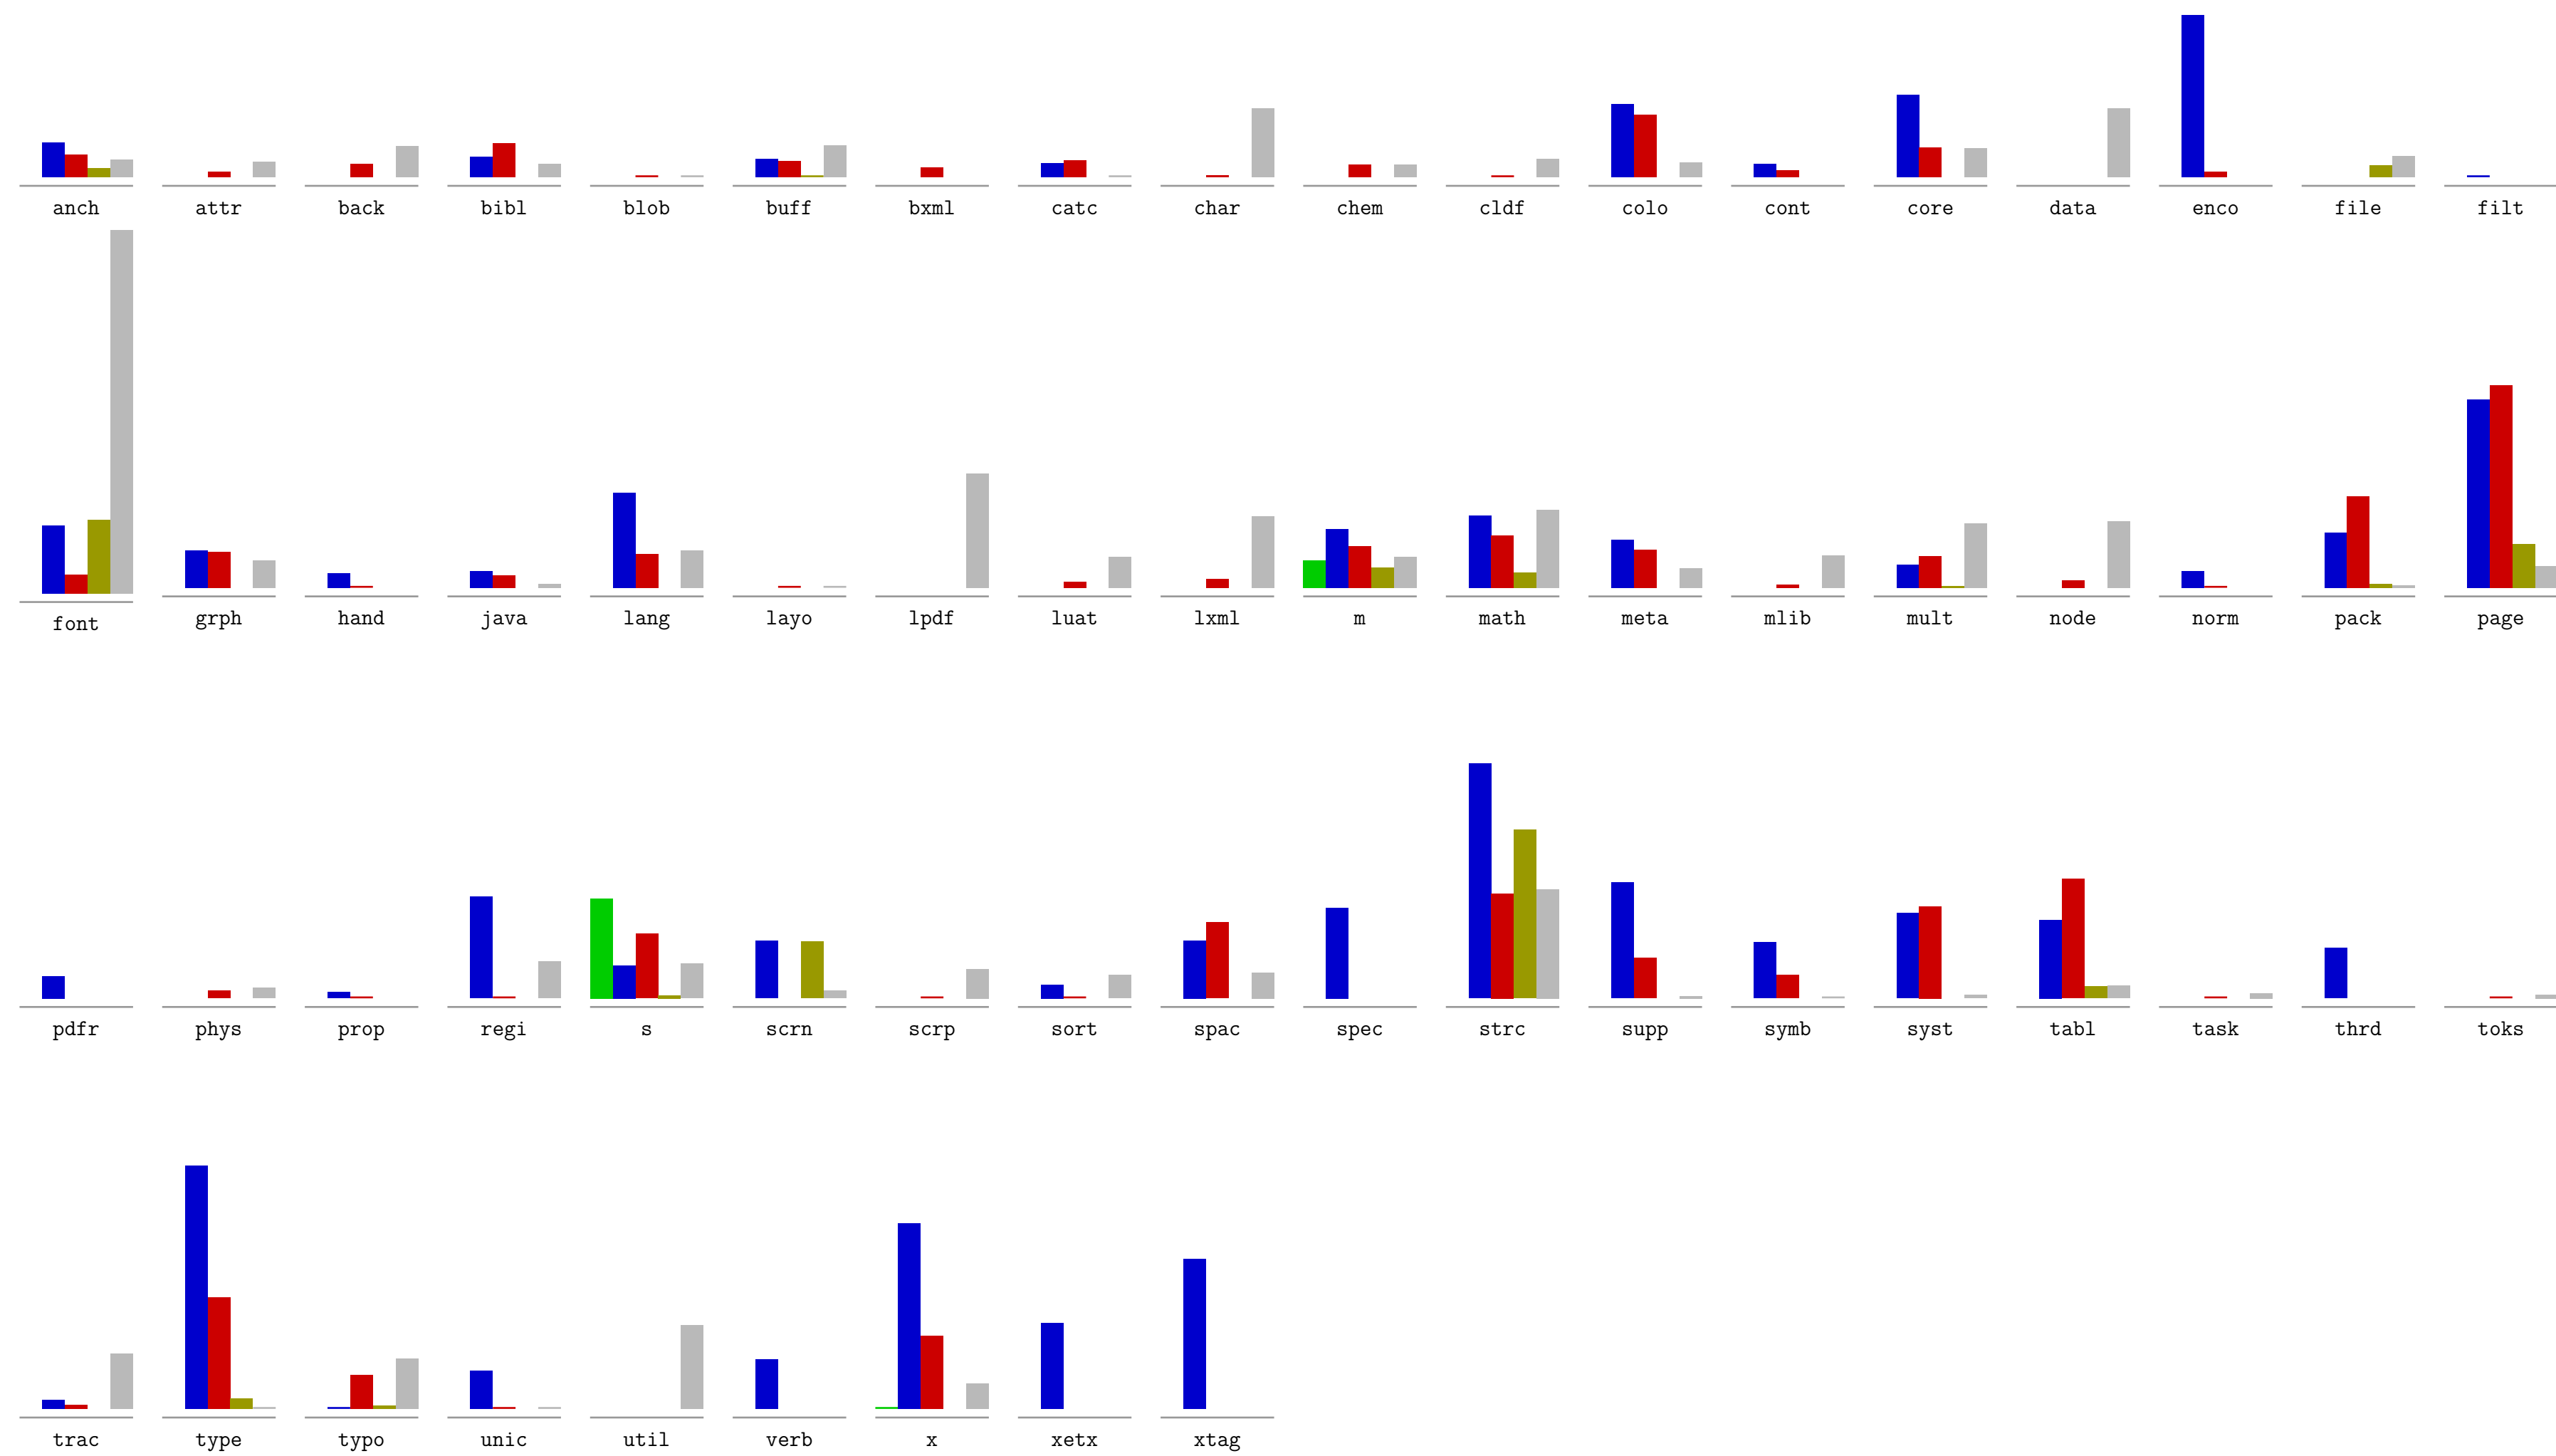 anch attr back bibl blob buff bxml catc char chem cldf colo cont core data enco file filt
font grph hand java lang layo lpdf luat lxml m math meta mlib mult node norm pack page
pdfr phys prop regi s scrn scrp sort spac spec strc supp symb syst tabl task thrd toks
trac type typo unic util verb x xetx xtag